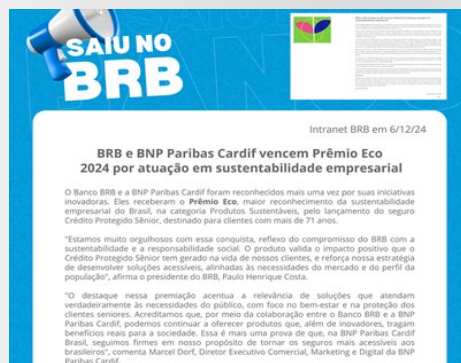 SAIU NO
BRB
Intranet BRB em 6/12/24
BRB e BNP Paribas Cardif vencem Prêmio Eco
2024 por atuação em sustentabilidade empresarial
O Banco BRB e a BNP Paribas Cardif foram reconhecidos mais uma vez por suas iniciativas
inovadoras. Eles receberam o Prêmio Eco, maior reconhecimento da sustentabilidade
empresarial do Brasil, na categoria Produtos Sustentáveis, pelo lançamento do seguro
Crédito Protegido Sênior, destinado para clientes com mais de 71 anos.
"Estamos muito orgulhosos com essa conquista, reflexo do compromisso do BRB com a
sustentabilidade e a responsabilidade social. O produto valida o impacto positivo que o
Crédito Protegido Sênior tem gerado na vida de nossos clientes, e reforça nossa estratégia
de desenvolver soluções acessíveis, alinhadas às necessidades do mercado e do perfil da
população", afirma o presidente do BRB, Paulo Henrique Costa.
"O destaque nessa premiação acentua a relevância de soluções que atendam
verdadeiramente às necessidades do público, com foco no bem-estar e na proteção dos
clientes seniores. Acreditamos que, por meio da colaboração entre o Banco BRB e a BNP
Paribas Cardif, podemos continuar a oferecer produtos que, além de inovadores, tragam
benefícios reais para a sociedade. Essa é mais uma prova de que, na BNP Paribas Cardif
Brasil, seguimos firmes em nosso propósito de tornar os seguros mais acessíveis aos
brasileiros", comenta Marcel Dorf, Diretor Executivo Comercial, Marketing e Digital da BNP
Paribas Cardif.